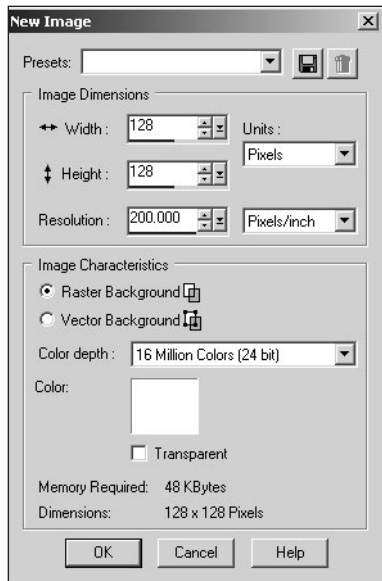 New Image
Presets:
Image Dimensions
Width : 128 Units :
Pixels
Height : 128
Resolution : 200.000 Pixels/inch
Image Characteristics
Raster Background
Vector Background
Color depth : 16 Million Colors (24 bit)
Color:
Transparent
Memory Required: 48 KBytes
Dimensions: 128 x 128 Pixels
OK Cancel Help